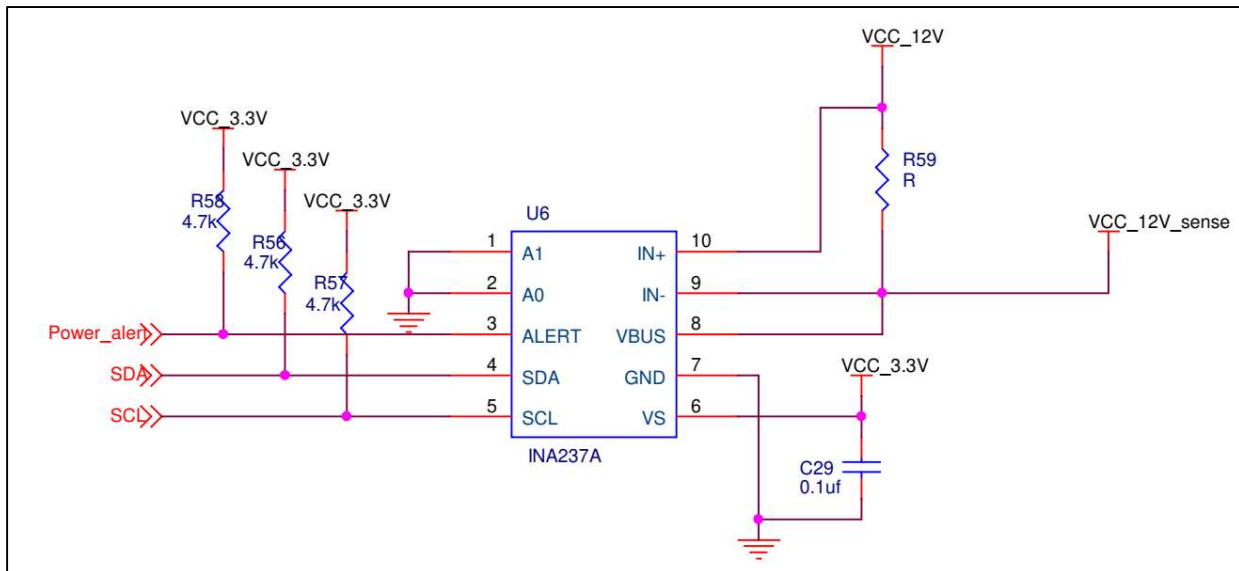 VCC_12V
VCC_3.3V
VCC_3.3V
VCC_3.3V
R58
4.7k
R56
4.7k
R57
4.7k
R59
R
VCC_12V_sense
U6
1 A1
2 A0
3 ALERT
4 SDA
5 SCL
IN+ 10
IN- 9
VBUS 8
GND 7
VS 6
Power_alert
SDA
SCL
VCC_3.3V
C29
0.1uf
INA237A